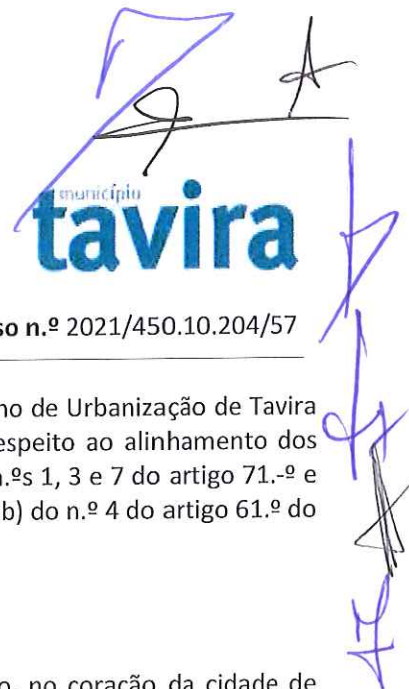 município
tavira
so n.º 2021/450.10.204/57
no de Urbanização de Tavira
espeito ao alinhamento dos
n.ºs 1, 3 e 7 do artigo 71.-º e
b) do n.º 4 do artigo 61.º do
o, no coração da cidade de